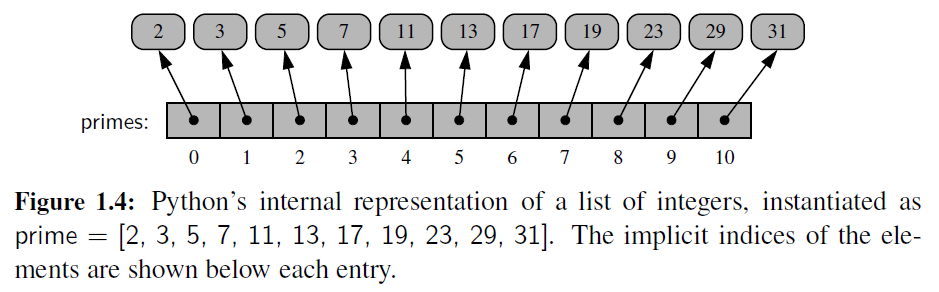 2 3 5 7 11 13 17 19 23 29 31
primes:
0 1 2 3 4 5 6 7 8 9 10
Figure 1.4: Python’s internal representation of a list of integers, instantiated as
prime = [2, 3, 5, 7, 11, 13, 17, 19, 23, 29, 31]. The implicit indices of the ele-
ments are shown below each entry.